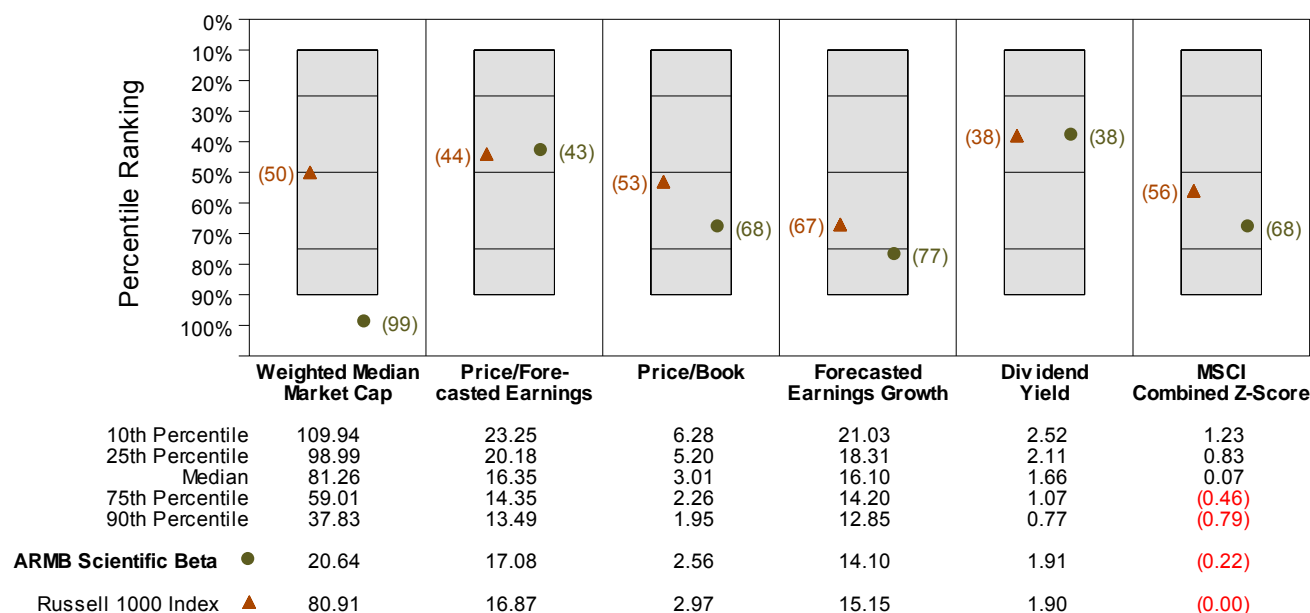 Percentile Ranking
0%
10%
20%
30%
40%
50%
60%
70%
80%
90%
100%
(50)
(99)
(44)
(43)
(53)
(68)
(67)
(77)
(38)
(38)
(56)
(68)
Weighted Median
Market Cap
Price/Fore-
casted Earnings
Price/Book
Forecasted
Earnings Growth
Dividend
Yield
MSCI
Combined Z-Score
10th Percentile 109.94 23.25 6.28 21.03 2.52 1.23
25th Percentile 98.99 20.18 5.20 18.31 2.11 0.83
Median 81.26 16.35 3.01 16.10 1.66 0.07
75th Percentile 59.01 14.35 2.26 14.20 1.07 (0.46)
90th Percentile 37.83 13.49 1.95 12.85 0.77 (0.79)
ARMB Scientific Beta 20.64 17.08 2.56 14.10 1.91 (0.22)
Russell 1000 Index 80.91 16.87 2.97 15.15 1.90 (0.00)